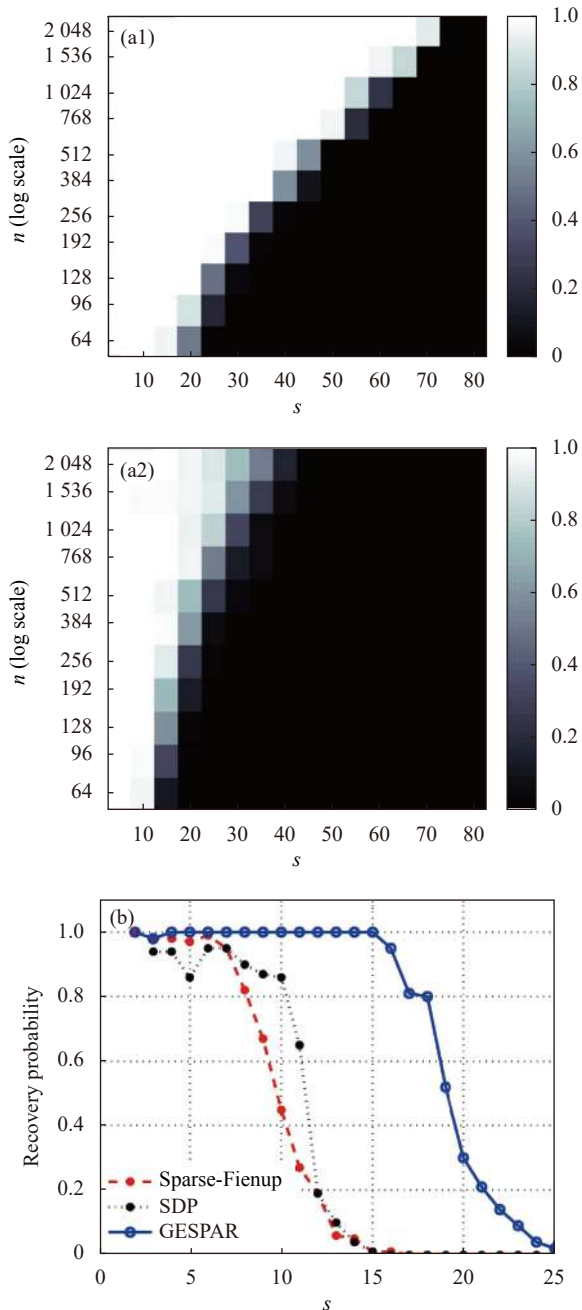 (a1)
2 048
1 536
1 024
768
512
384
256
192
128
96
64
n (log scale)
10 20 30 40 50 60 70 80
s
1.0
0.8
0.6
0.4
0.2
0
(a2)
2 048
1 536
1 024
768
512
384
256
192
128
96
64
n (log scale)
10 20 30 40 50 60 70 80
s
1.0
0.8
0.6
0.4
0.2
0
(b)
1.0
0.8
0.6
0.4
0.2
0
Recovery probability
Sparse-Fienup
SDP
GESPAR
0 5 10 15 20 25
s